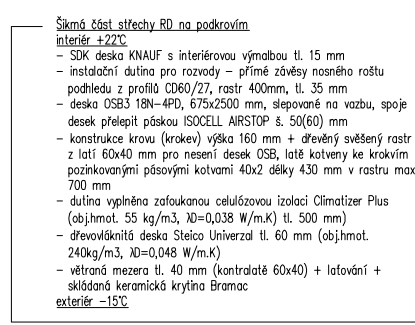 Šikmá část střechy RD na podkrovím
interiér +22°C
– SDK deska KNAUF s interiérovou výmalbou tl. 15 mm
– instalační dutina pro rozvody – přímé závěsy nosného roštu
podhledu z profilů CD60/27, rastr 400mm, tl. 35 mm
– deska OSB3 18N-4PD, 675x2500 mm, slepované na vazbu, spoje
desek přelepit páskou ISOCELL AIRSTOP š. 50(60) mm
– konstrukce krovu (krokev) výška 160 mm + dřevěný svěšený rastr
z latí 60x40 mm pro nesení desek OSB, latě kotveny ke krokvím
pozinkovanými pásovými kotvami 40x2 délky 430 mm v rastru max
700 mm
– dutina vyplněna zafoukanou celulózovou izolaci Climatizer Plus
(obj.hmot. 55 kg/m3, λD=0,038 W/m.K) tl. 500 mm)
– dřevovláknitá deska Steico Univerzal tl. 60 mm (obj.hmot.
240kg/m3, λD=0,048 W/m.K)
– větraná mezera tl. 40 mm (kontralatě 60x40) + laťování +
skládaná keramická krytina Bramac
exteriér –15°C